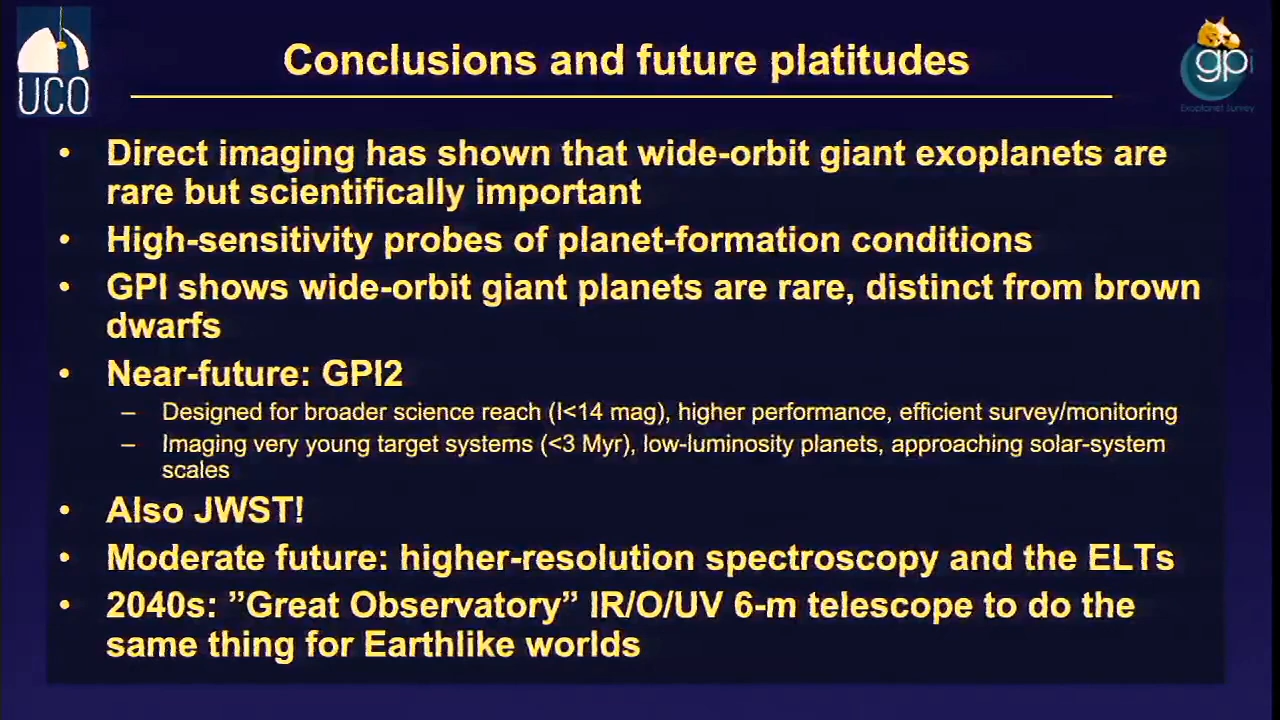 UCO
Conclusions and future platitudes
gpi
Exoplanet Survey
• Direct imaging has shown that wide-orbit giant exoplanets are
rare but scientifically important
• High-sensitivity probes of planet-formation conditions
• GPI shows wide-orbit giant planets are rare, distinct from brown
dwarfs
• Near-future: GPI2
– Designed for broader science reach (I<14 mag), higher performance, efficient survey/monitoring
– Imaging very young target systems (<3 Myr), low-luminosity planets, approaching solar-system
scales
• Also JWST!
• Moderate future: higher-resolution spectroscopy and the ELTs
• 2040s: ”Great Observatory” IR/O/UV 6-m telescope to do the
same thing for Earthlike worlds